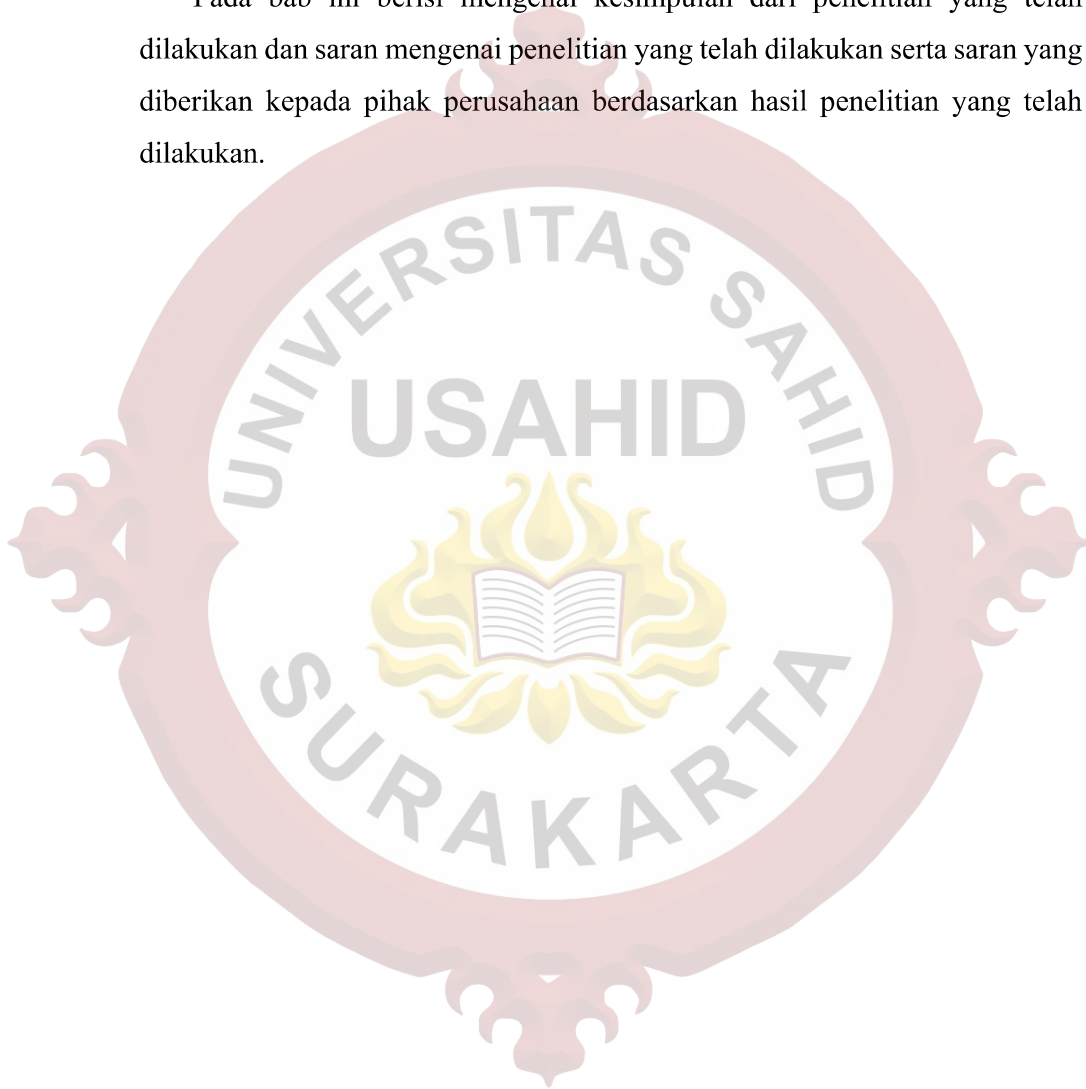 Pada bab ini berisi mengenai kesimpulan dari penelitian yang telah
dilakukan dan saran mengenai penelitian yang telah dilakukan serta saran yang
diberikan kepada pihak perusahaan berdasarkan hasil penelitian yang telah
dilakukan.
UNIVERSITAS SAHID
USAHID
SURAKARTA